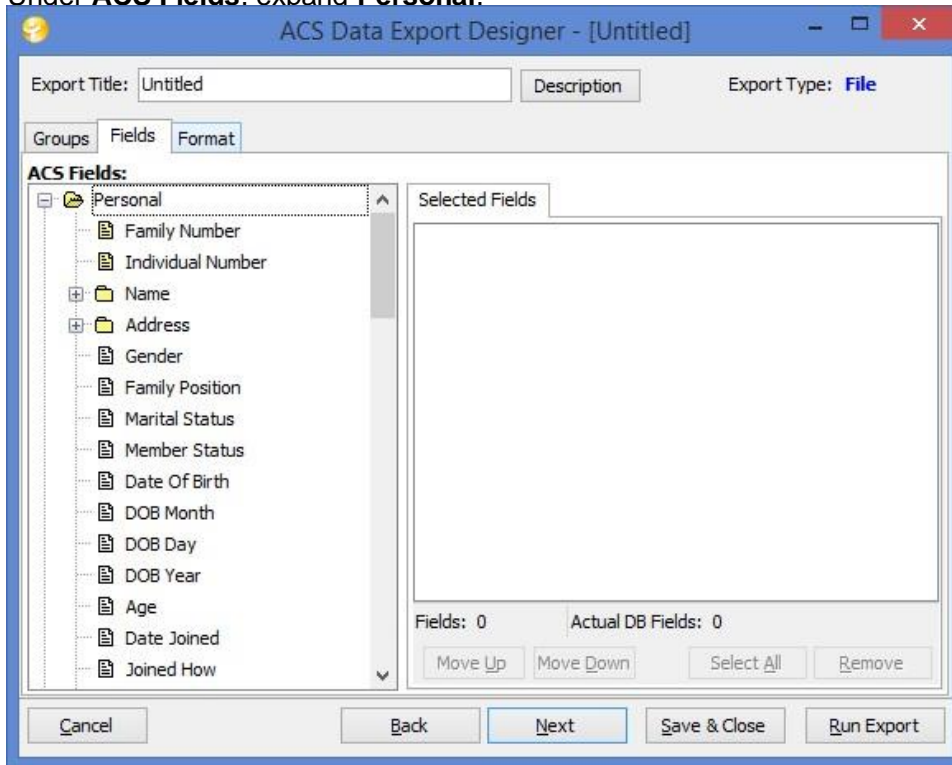 Under ACS Fields, expand Personal.
ACS Data Export Designer - [Untitled]
Export Title: Untitled Description Export Type: File
Groups Fields Format
ACS Fields:
Personal
Family Number
Individual Number
Name
Address
Gender
Family Position
Marital Status
Member Status
Date Of Birth
DOB Month
DOB Day
DOB Year
Age
Date Joined
Joined How
Selected Fields
Fields: 0 Actual DB Fields: 0
Move Up Move Down Select All Remove
Cancel Back Next Save & Close Run Export